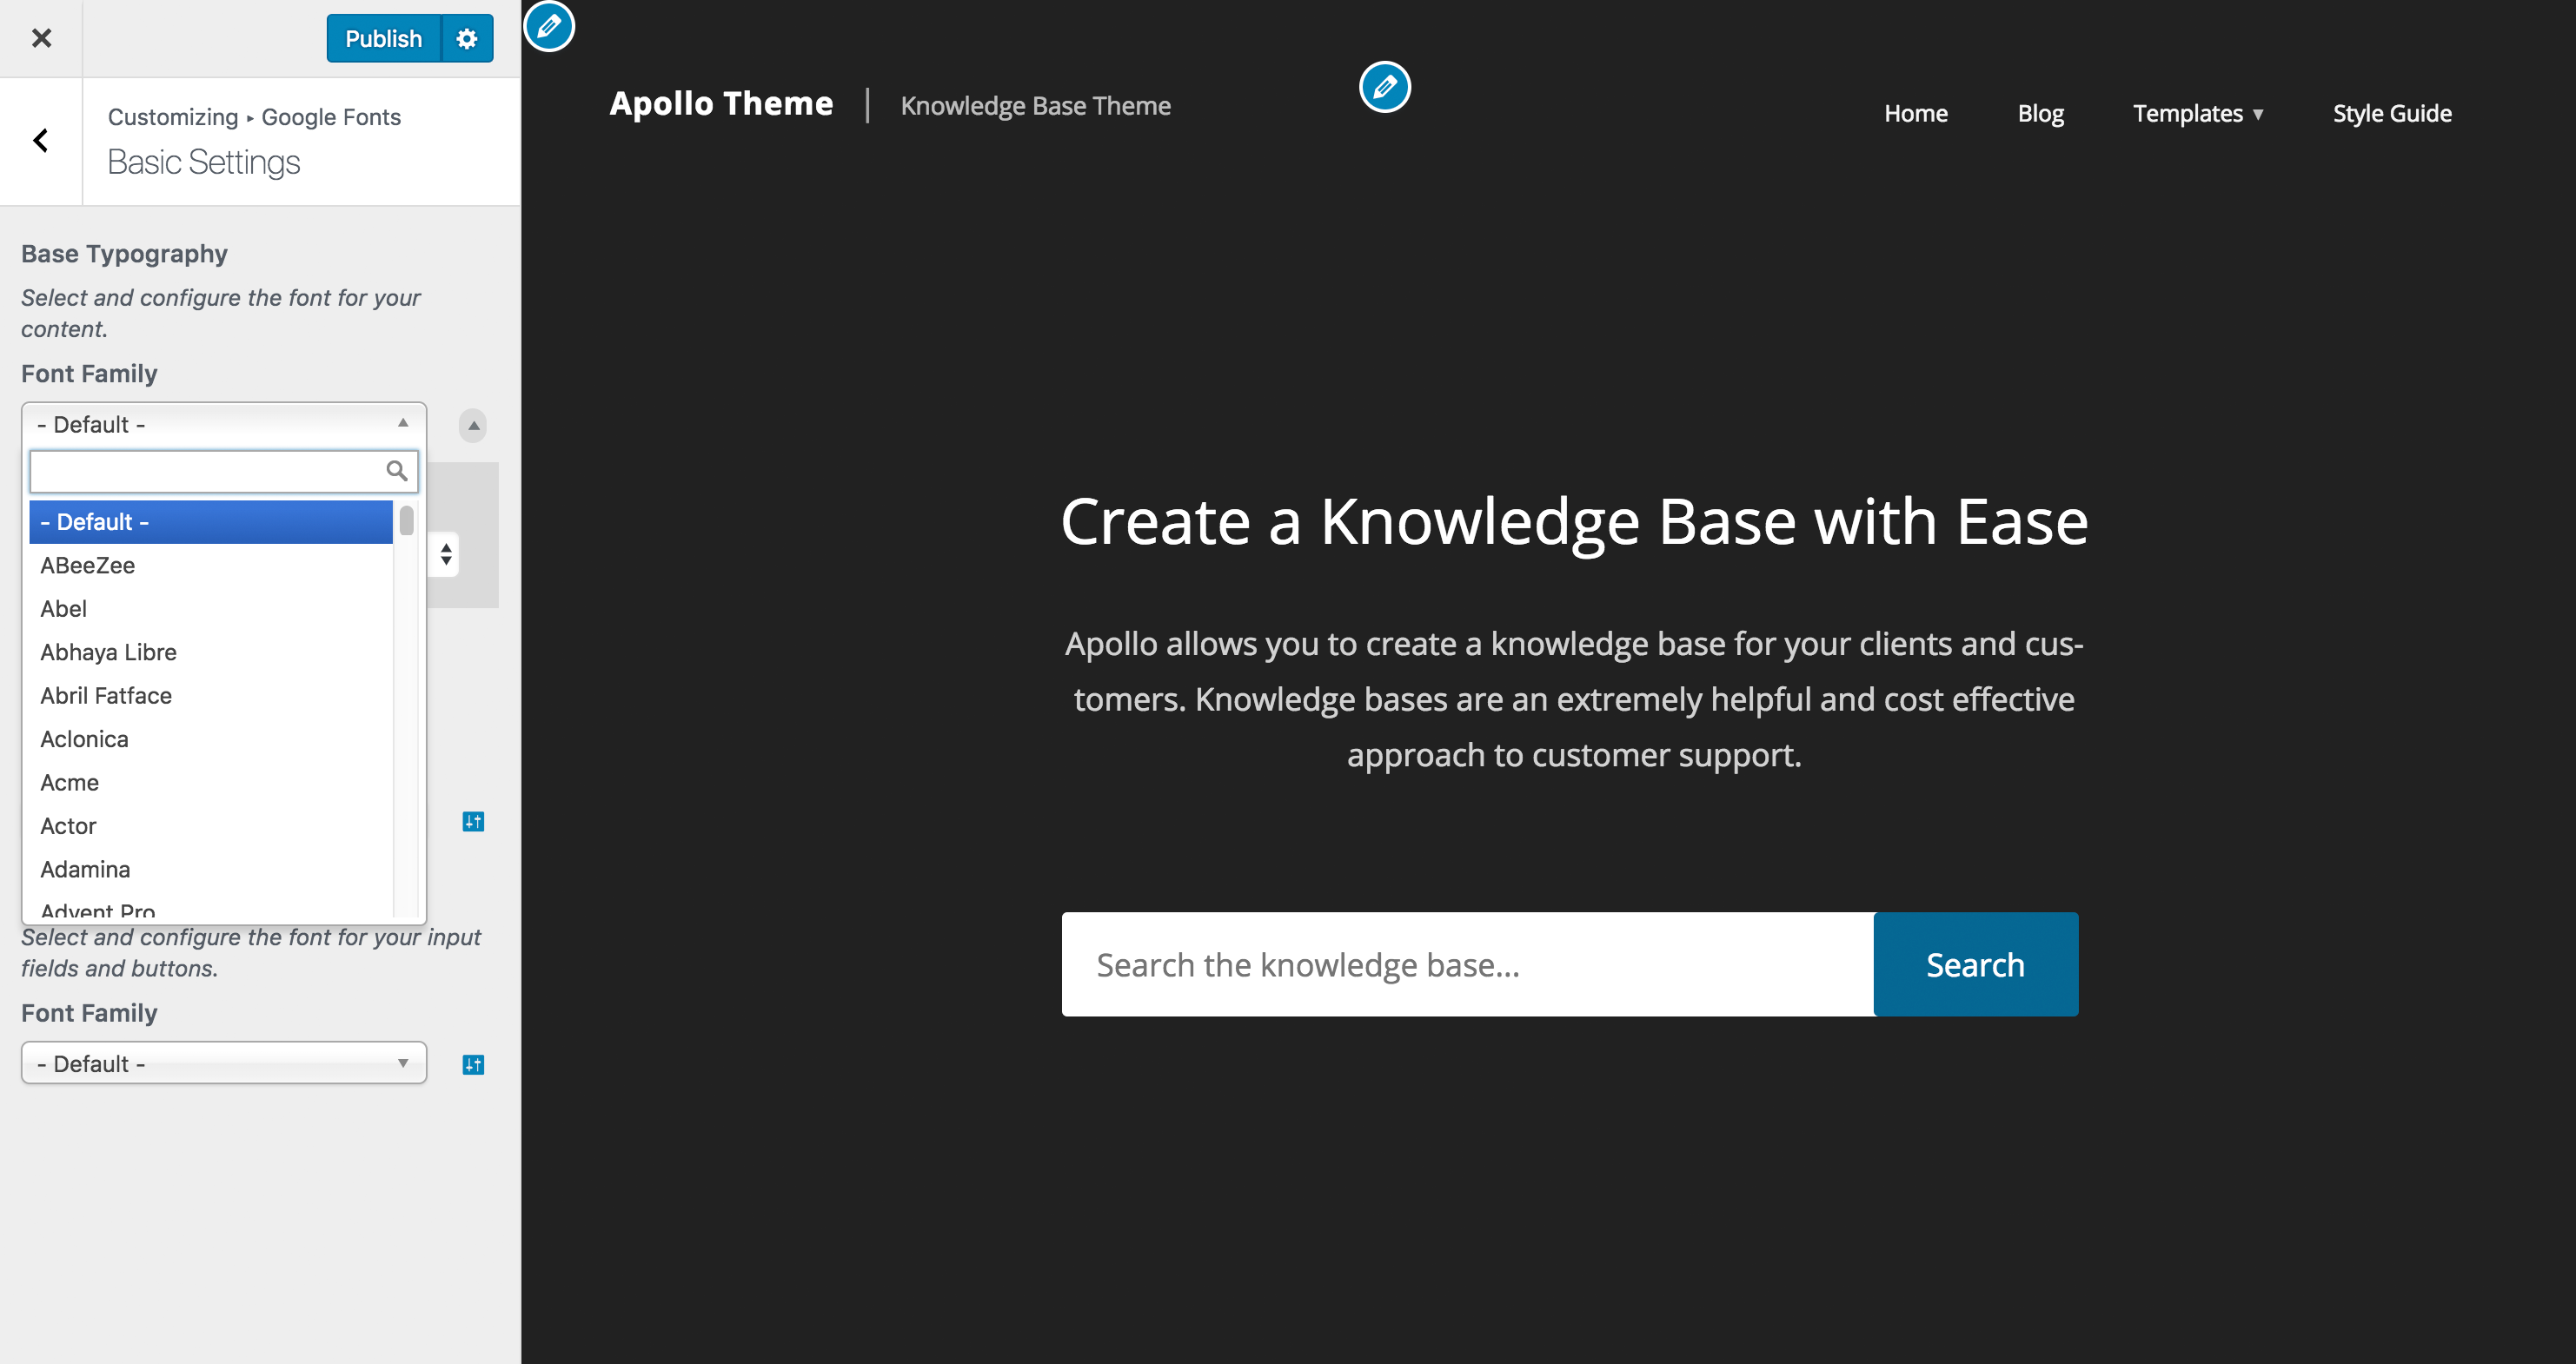 Publish
Customizing ▸ Google Fonts
Basic Settings
Base Typography
Select and configure the font for your
content.
Font Family
- Default -
- Default -
ABeeZee
Abel
Abhaya Libre
Abril Fatface
Aclonica
Acme
Actor
Adamina
Advent Pro
Select and configure the font for your input
fields and buttons.
Font Family
- Default -
Apollo Theme | Knowledge Base Theme
Home Blog Templates ▾ Style Guide
Create a Knowledge Base with Ease
Apollo allows you to create a knowledge base for your clients and cus-
tomers. Knowledge bases are an extremely helpful and cost effective
approach to customer support.
Search the knowledge base... Search